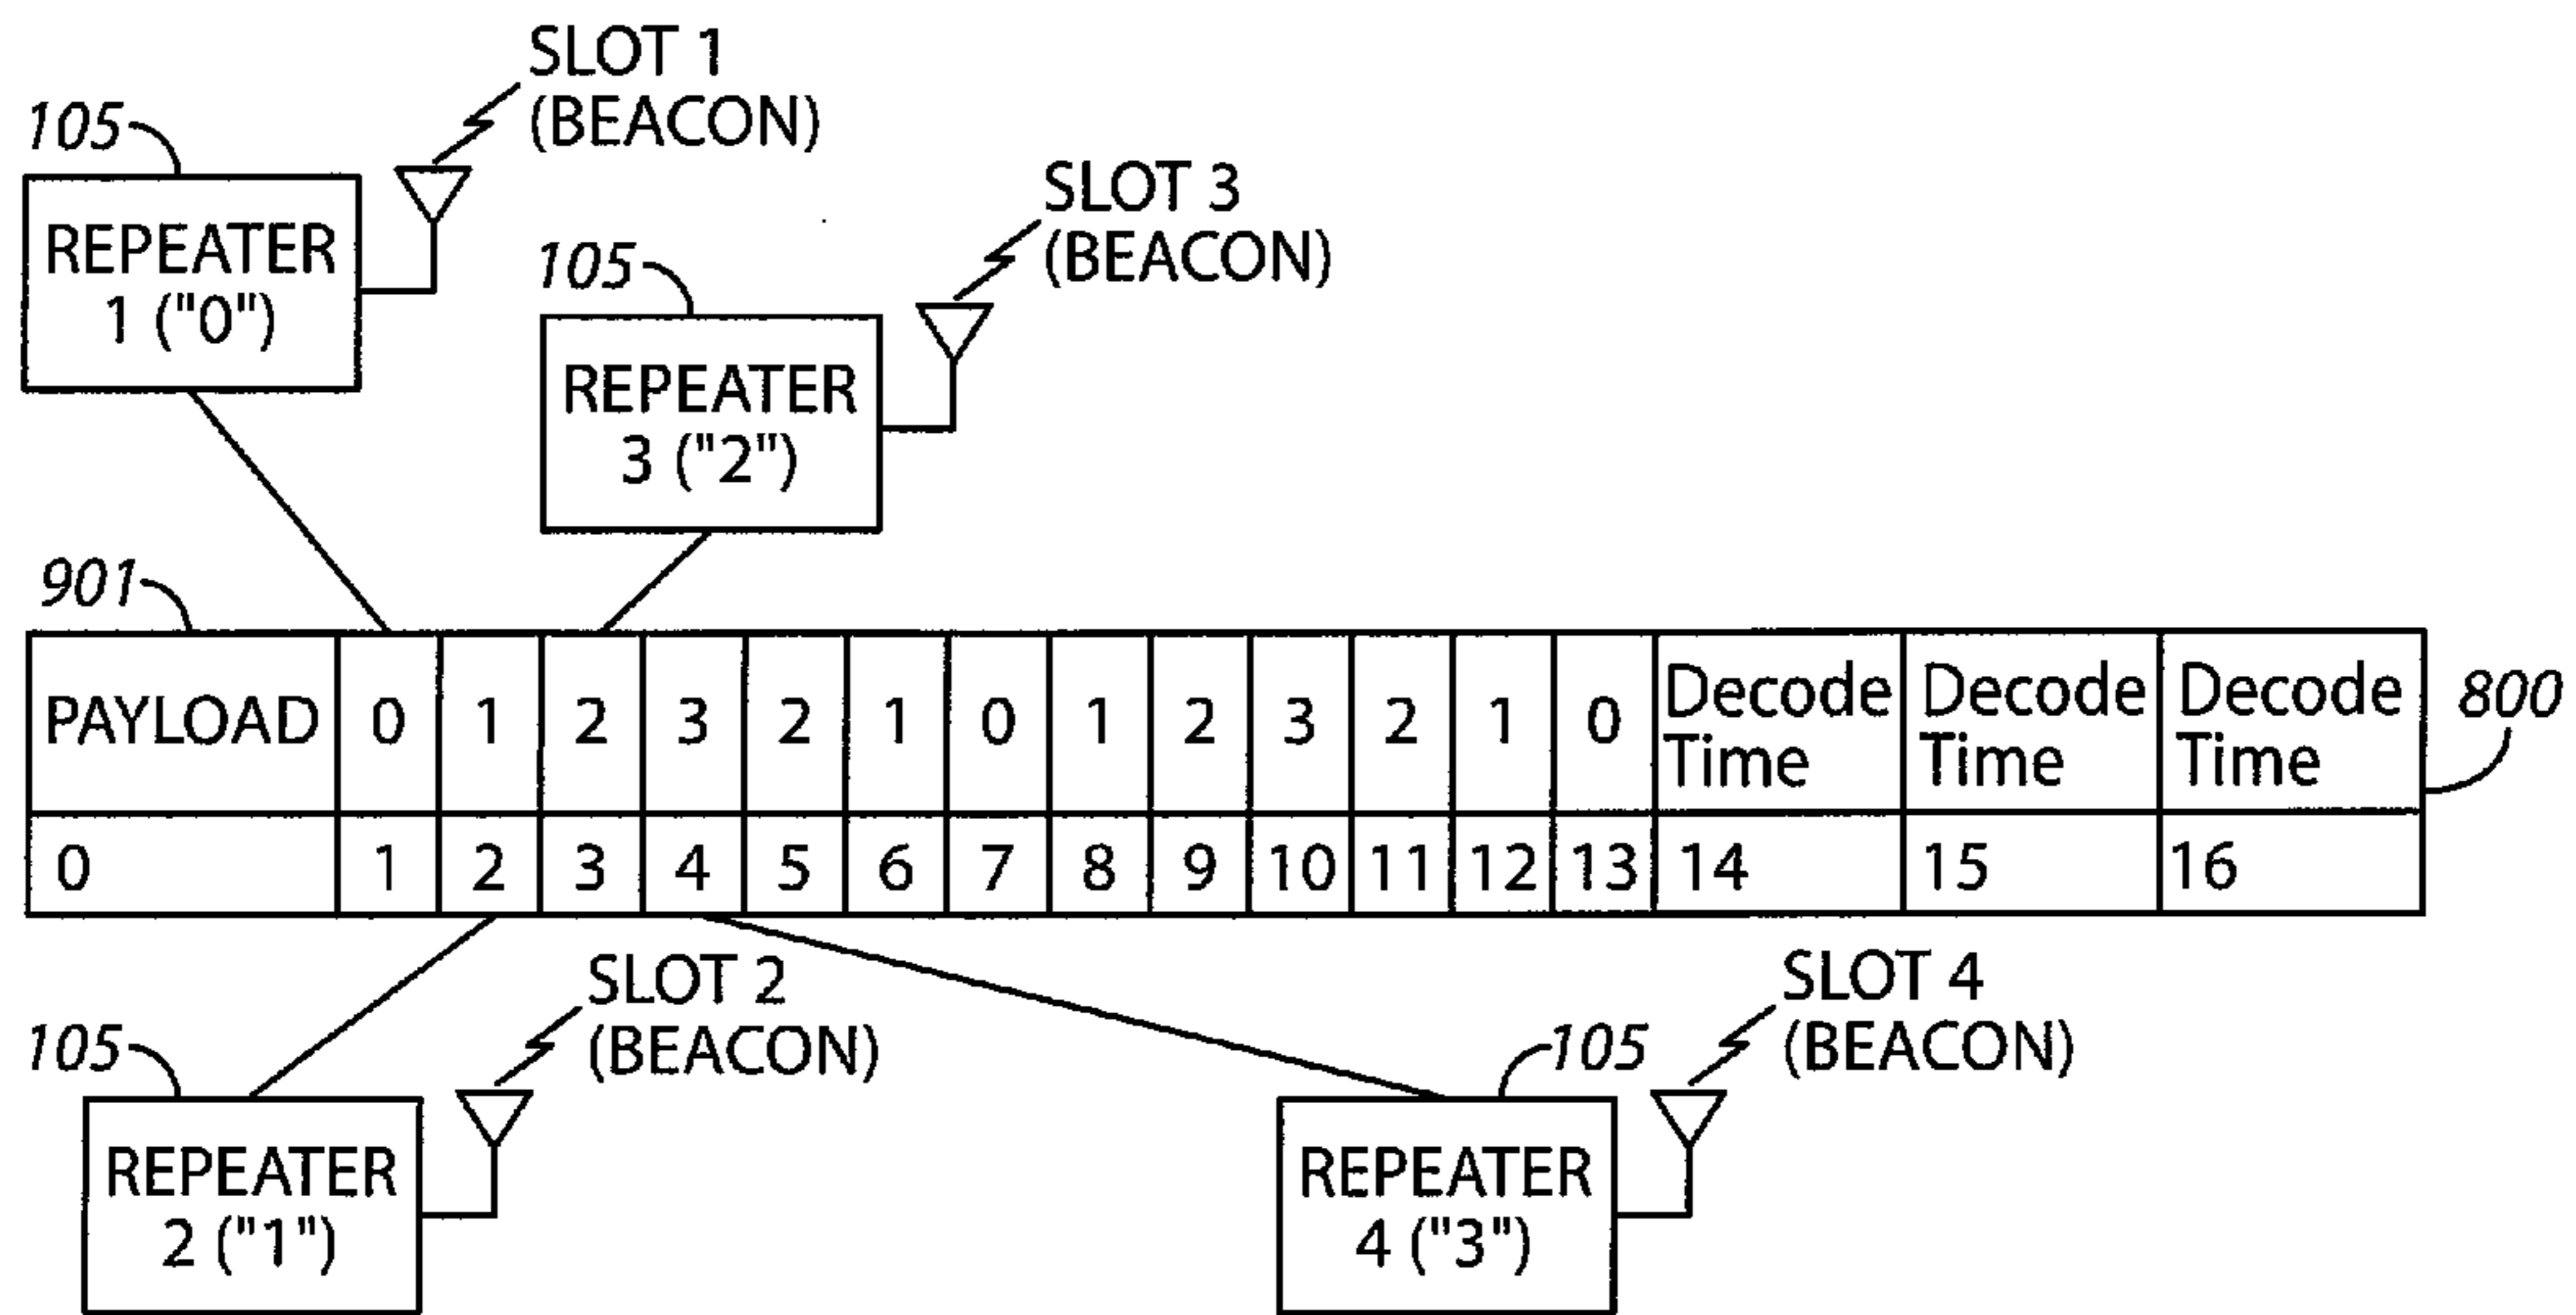 SLOT 1
(BEACON)
105
REPEATER
1 ("0")
SLOT 3
(BEACON)
105
REPEATER
3 ("2")
901
PAYLOAD 0 1 2 3 2 1 0 1 2 3 2 1 0 Decode Time Decode Time Decode Time
800
0 1 2 3 4 5 6 7 8 9 10 11 12 13 14 15 16
SLOT 2
(BEACON)
105
REPEATER
2 ("1")
SLOT 4
(BEACON)
105
REPEATER
4 ("3")